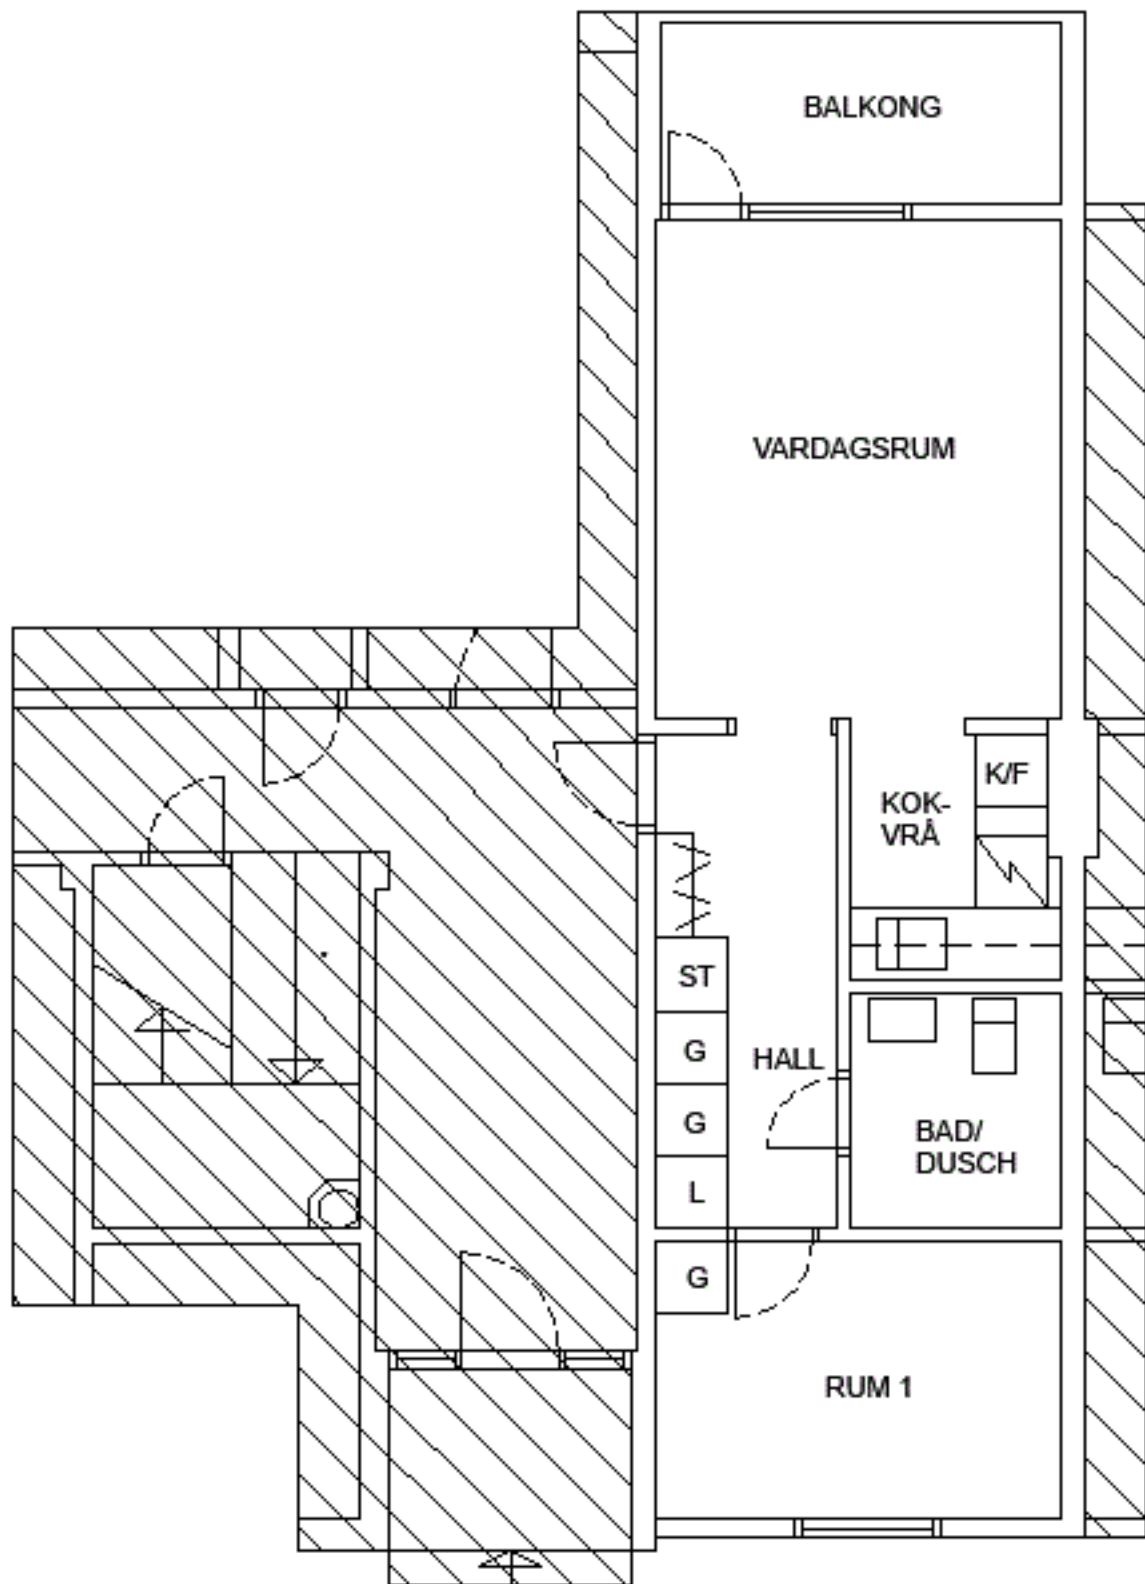 BALKONG
VARDAGSRUM
K/F
KOK-
VRÅ
ST
G
HALL
G
BAD/
DUSCH
L
G
RUM 1